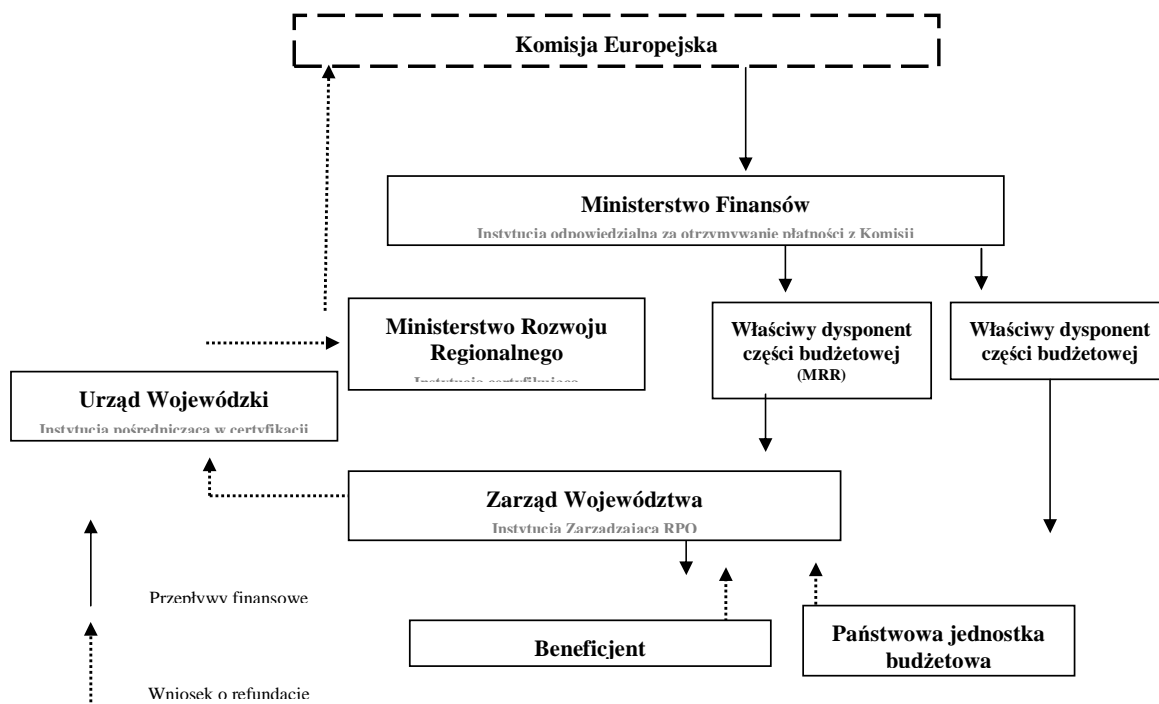 Komisja Europejska
Ministerstwo Finansów
Instytucja odpowiedzialna za otrzymywanie płatności z Komisji
Ministerstwo Rozwoju
Regionalnego
Instytucja certyfikująca
Właściwy dysponent
części budżetowej
(MRR)
Właściwy dysponent
części budżetowej
Urząd Wojewódzki
Instytucja pośrednicząca w certyfikacji
Zarząd Województwa
Instytucja Zarządzająca RPO
Przepływy finansowe
Beneficjent
Państwowa jednostka
budżetowa
Wniosek o refundację